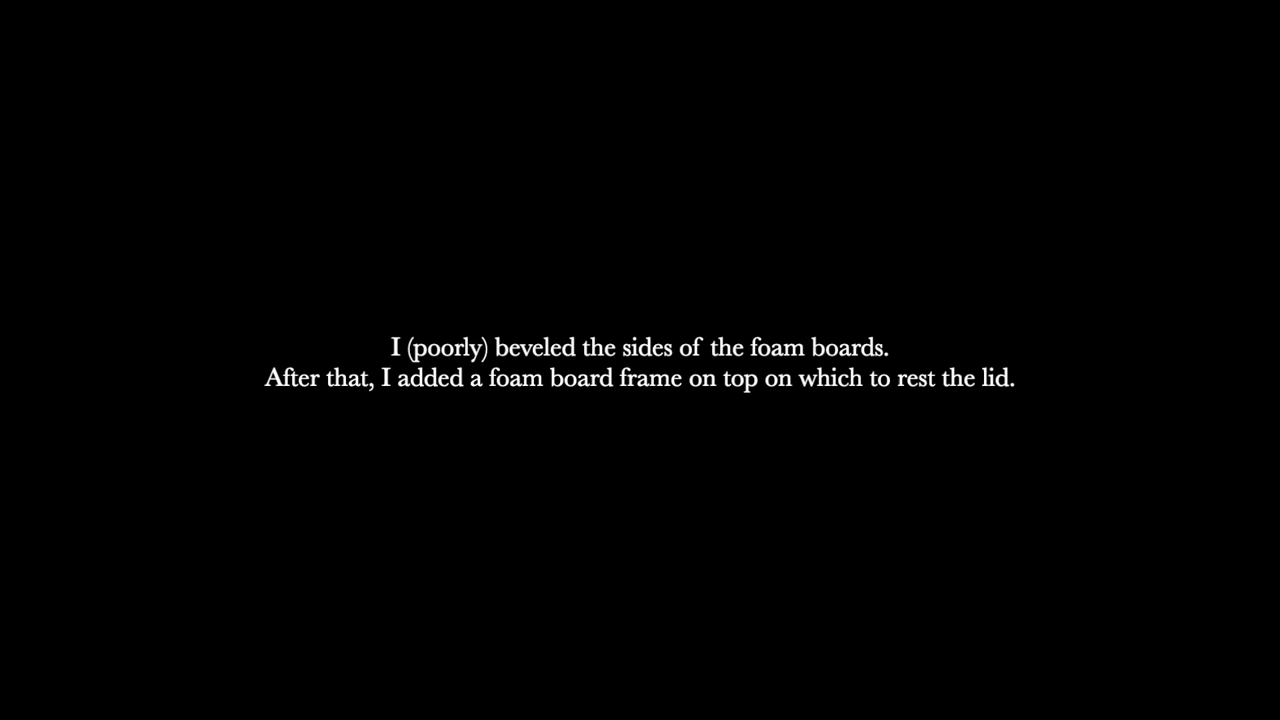 I (poorly) beveled the sides of the foam boards.
After that, I added a foam board frame on top on which to rest the lid.